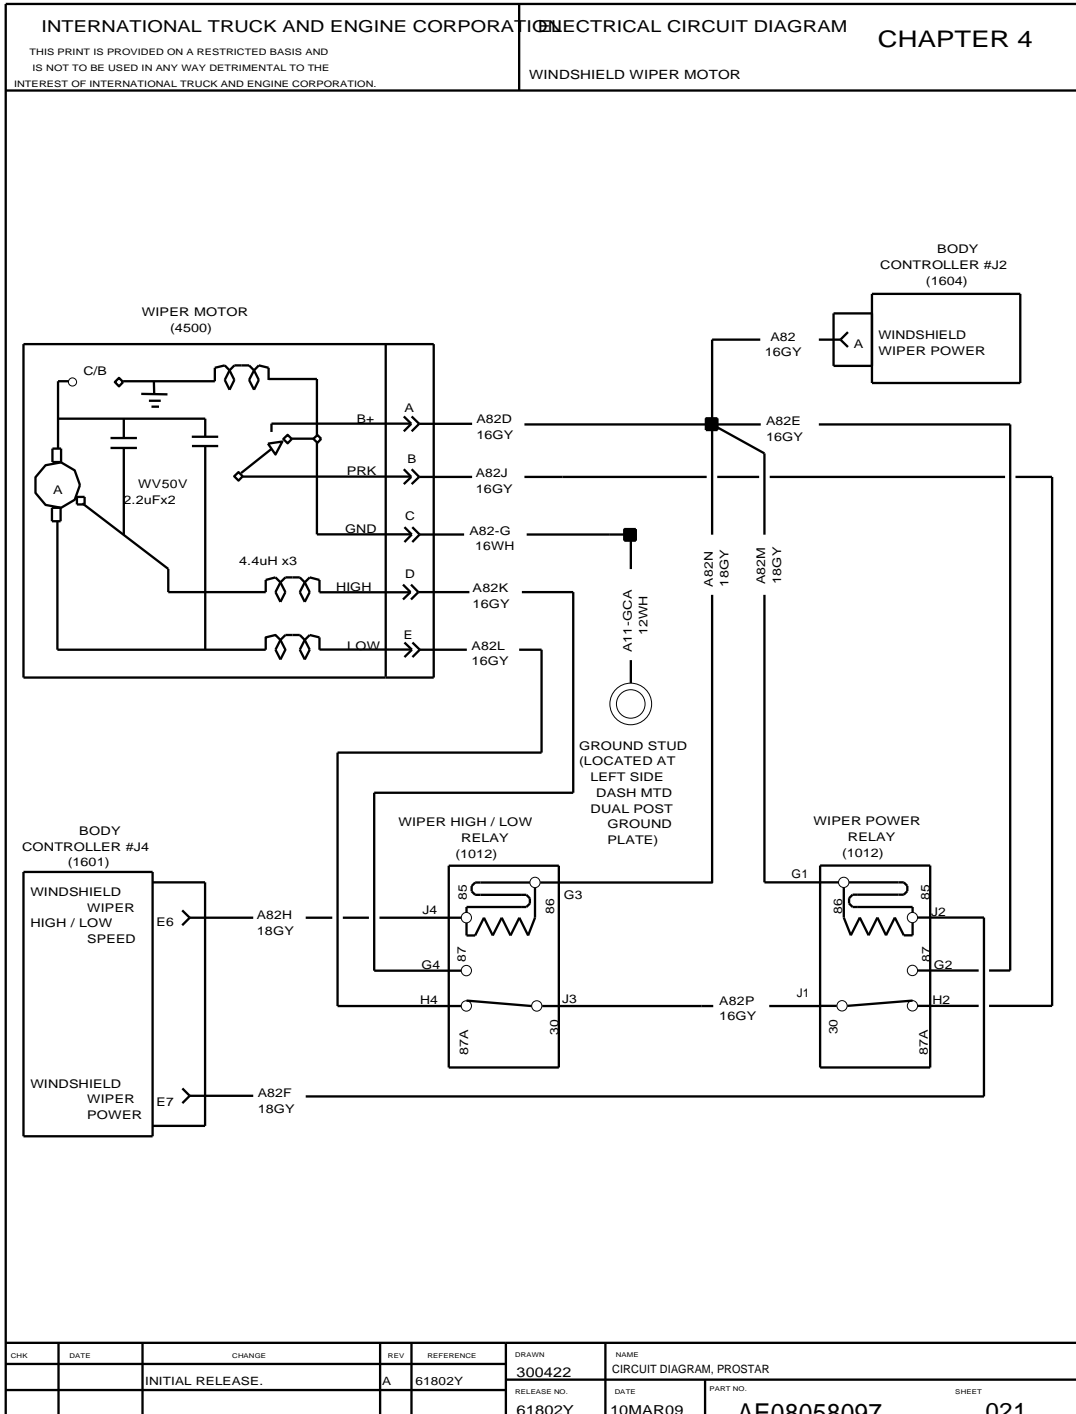 INTERNATIONAL TRUCK AND ENGINE CORPORATION
THIS PRINT IS PROVIDED ON A RESTRICTED BASIS AND
IS NOT TO BE USED IN ANY WAY DETRIMENTAL TO THE
INTEREST OF INTERNATIONAL TRUCK AND ENGINE CORPORATION.
ELECTRICAL CIRCUIT DIAGRAM
WINDSHIELD WIPER MOTOR
CHAPTER 4
BODY
CONTROLLER #J2
(1604)
A
WINDSHIELD
WIPER POWER
A82
16GY
WIPER MOTOR
(4500)
C/B
A
WV50V
2.2uFx2
4.4uH x3
B+
A
A82D
16GY
A82E
16GY
PRK
B
A82J
16GY
GND
C
A82-G
16WH
HIGH
D
A82K
16GY
LOW
E
A82L
16GY
A82N
18GY
A82M
18GY
A11-GCA
12WH
GROUND STUD
(LOCATED AT
LEFT SIDE
DASH MTD
DUAL POST
GROUND
PLATE)
WIPER HIGH / LOW
RELAY
(1012)
85
86
G3
J4
87
G4
H4
J3
87A
30
WIPER POWER
RELAY
(1012)
G1
86
85
J2
87
G2
J1
H2
30
87A
A82P
16GY
BODY
CONTROLLER #J4
(1601)
WINDSHIELD
WIPER
HIGH / LOW
SPEED
E6
A82H
18GY
WINDSHIELD
WIPER
POWER
E7
A82F
18GY
CHK DATE CHANGE REV REFERENCE
INITIAL RELEASE. A 61802Y
DRAWN
300422
NAME
CIRCUIT DIAGRAM, PROSTAR
RELEASE NO.
61802Y
DATE
10MAR09
PART NO.
AE08058097
SHEET
021